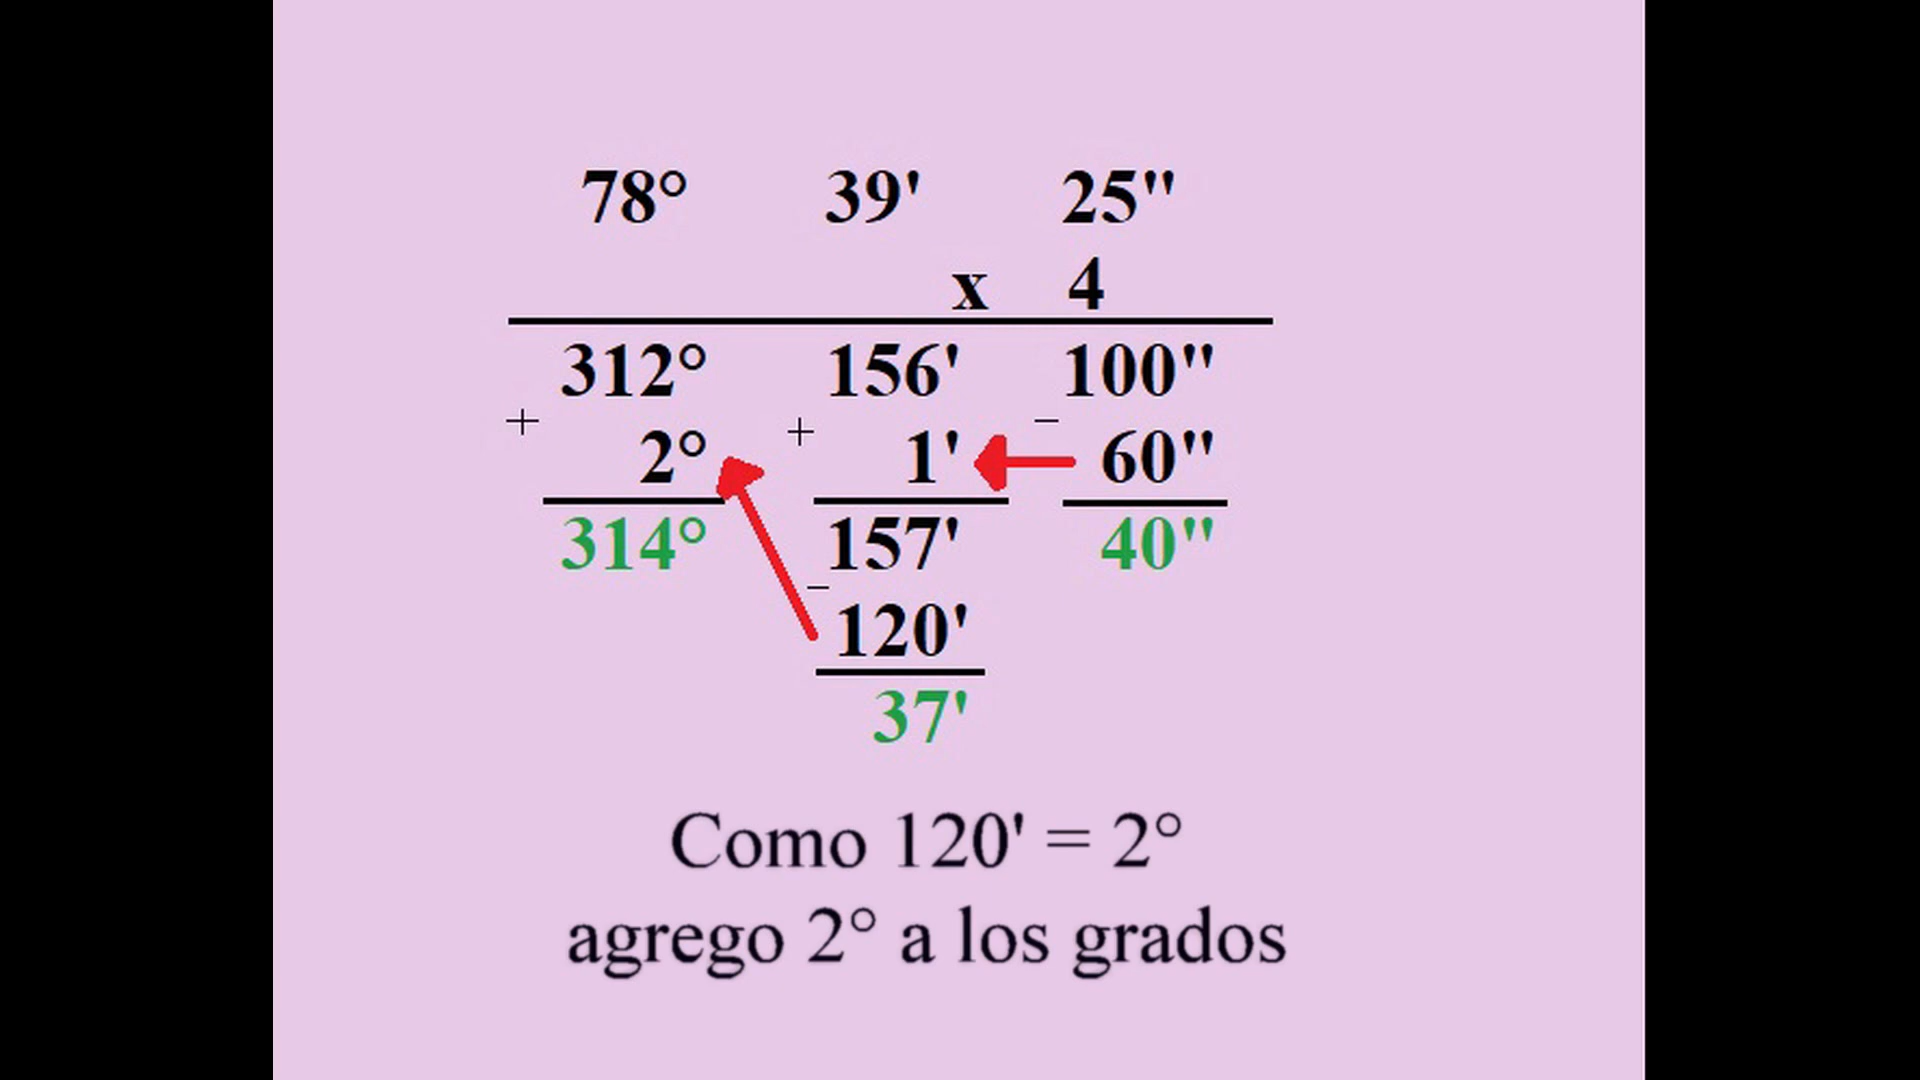 78° 39' 25"
x 4
312° 156' 100"
+ 2° + 1' − 60"
314° 157' 40"
− 120'
37'
Como 120' = 2°
agrego 2° a los grados